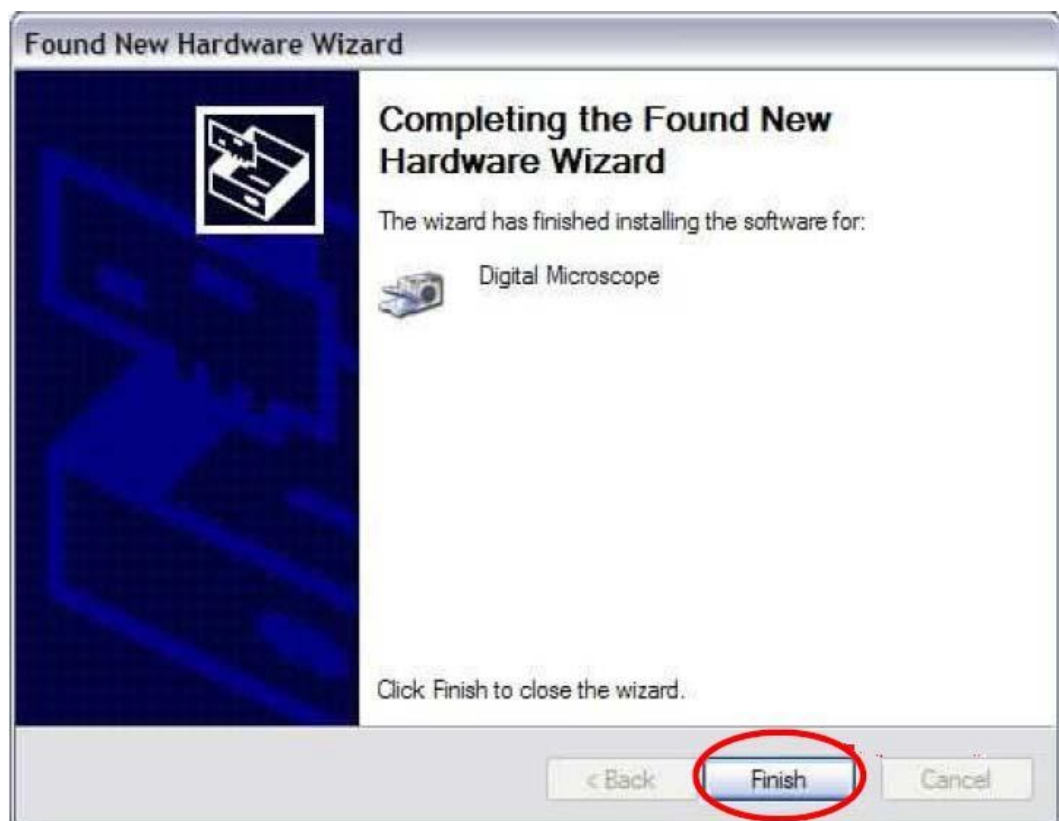 Found New Hardware Wizard
Completing the Found New
Hardware Wizard
The wizard has finished installing the software for:
Digital Microscope
Click Finish to close the wizard.
< Back
Finish
Cancel